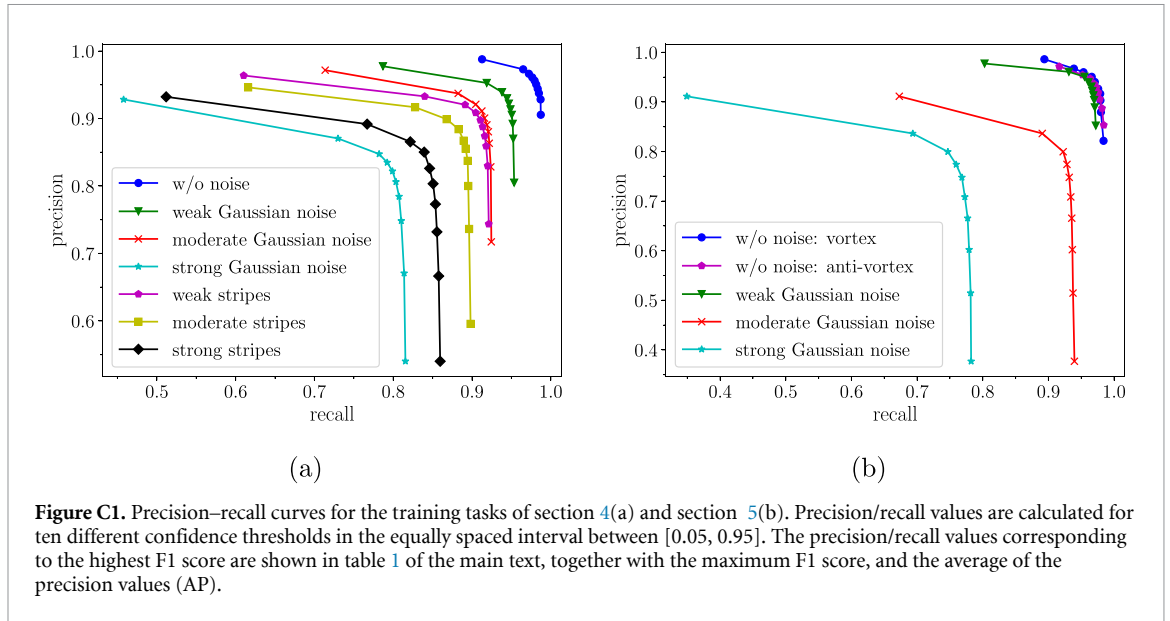 1.0
0.9
0.8
0.7
0.6
precision
0.5
0.6
0.7
0.8
0.9
1.0
recall
w/o noise
weak Gaussian noise
moderate Gaussian noise
strong Gaussian noise
weak stripes
moderate stripes
strong stripes
(a)
1.0
0.9
0.8
0.7
0.6
0.5
0.4
precision
0.4
0.5
0.6
0.7
0.8
0.9
1.0
recall
w/o noise: vortex
w/o noise: anti-vortex
weak Gaussian noise
moderate Gaussian noise
strong Gaussian noise
(b)
Figure C1. Precision–recall curves for the training tasks of section 4(a) and section 5(b). Precision/recall values are calculated for
ten different confidence thresholds in the equally spaced interval between [0.05, 0.95]. The precision/recall values corresponding
to the highest F1 score are shown in table 1 of the main text, together with the maximum F1 score, and the average of the
precision values (AP).